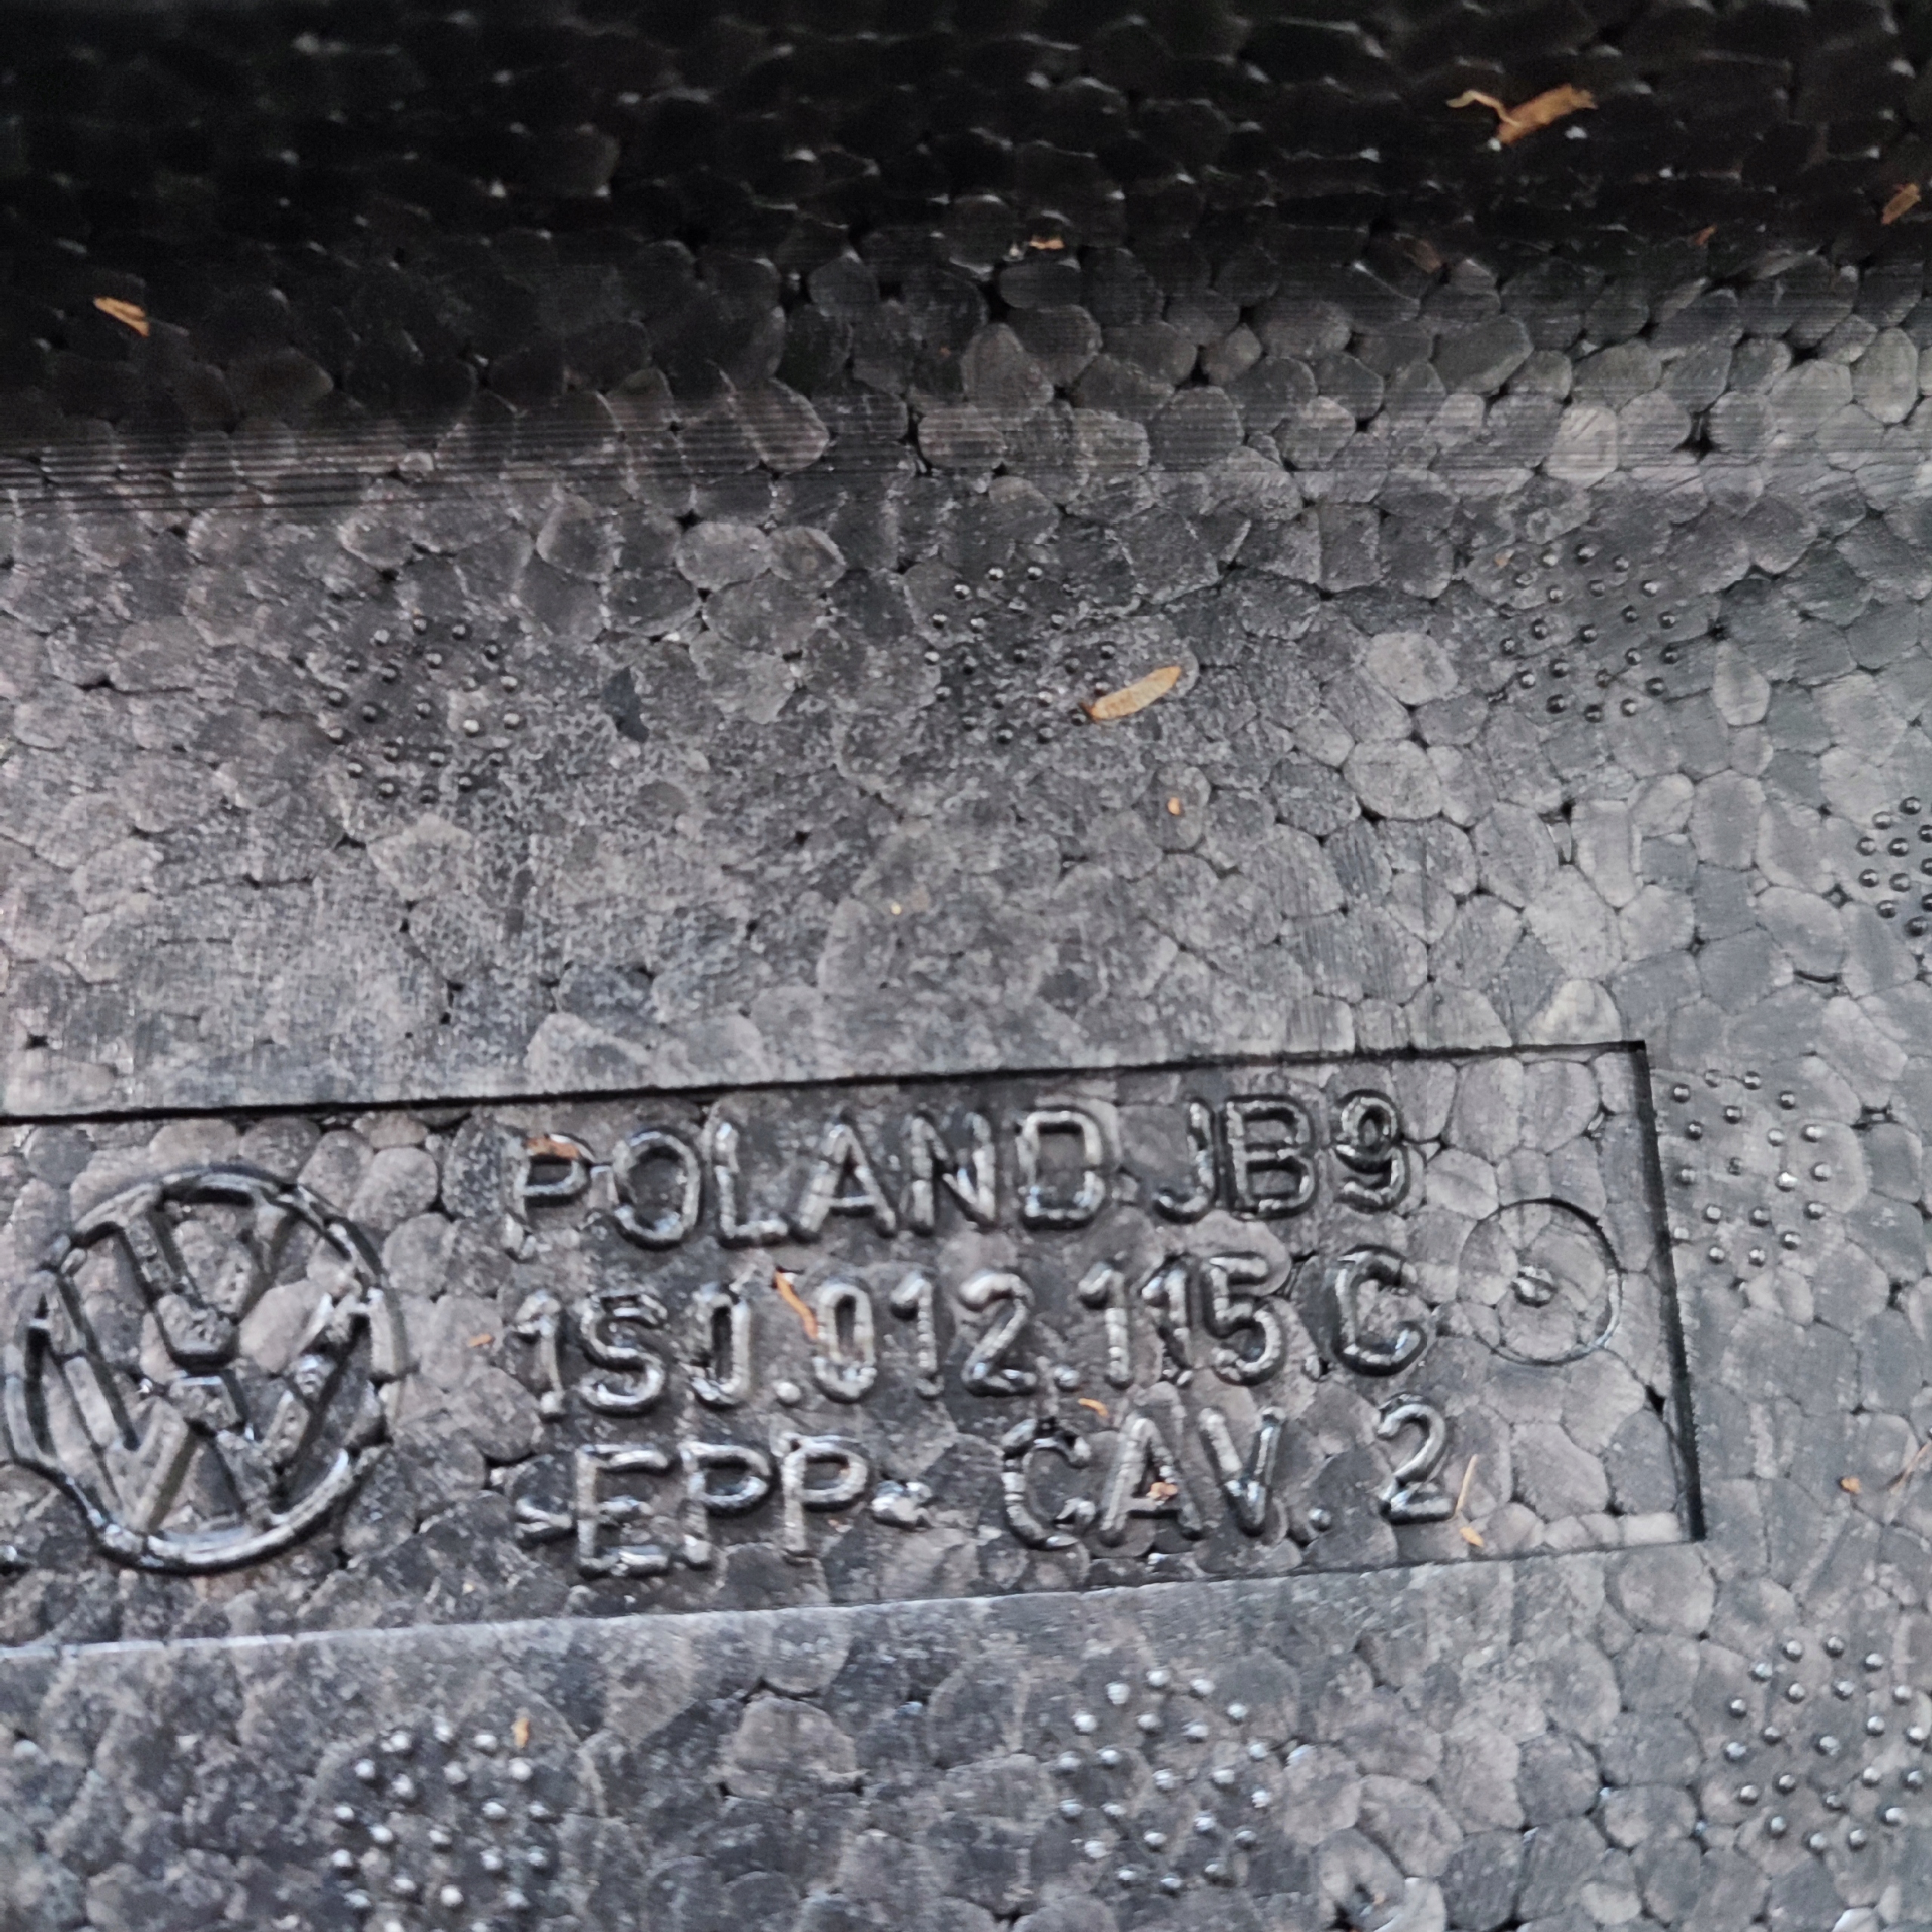 POLAND JB9
1S0.012.115 C
>EPP< CAV. 2